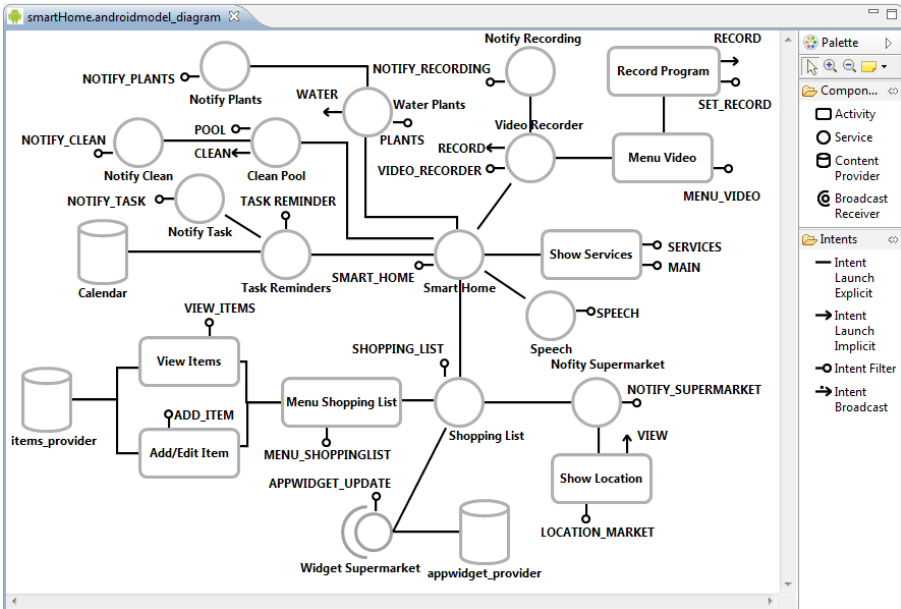 smartHome.androidmodel_diagram
Notify Recording
RECORD
NOTIFY_RECORDING
Record Program
NOTIFY_PLANTS
Notify Plants
WATER
Water Plants
PLANTS
SET_RECORD
Video Recorder
NOTIFY_CLEAN
POOL
CLEAN
Notify Clean
Clean Pool
RECORD
VIDEO_RECORDER
Menu Video
MENU_VIDEO
NOTIFY_TASK
Notify Task
TASK REMINDER
Calendar
Task Reminders
SMART_HOME
Smart Home
Show Services
SERVICES
MAIN
SPEECH
Speech
VIEW_ITEMS
View Items
SHOPPING_LIST
Nofity Supermarket
NOTIFY_SUPERMARKET
items_provider
ADD_ITEM
Add/Edit Item
Menu Shopping List
MENU_SHOPPINGLIST
Shopping List
VIEW
Show Location
LOCATION_MARKET
APPWIDGET_UPDATE
Widget Supermarket
appwidget_provider
Palette
Compon...
Activity
Service
Content
Provider
Broadcast
Receiver
Intents
Intent
Launch
Explicit
Intent
Launch
Implicit
Intent Filter
Intent
Broadcast